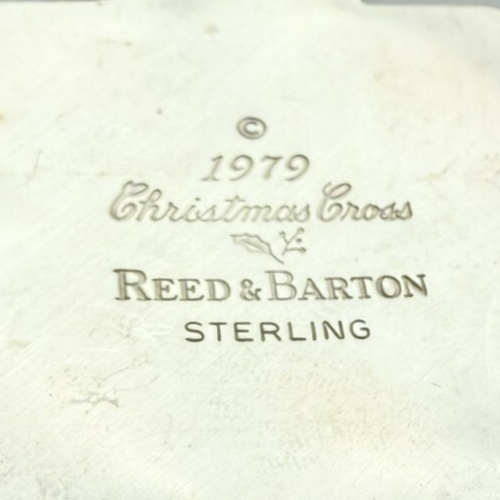 ©
1979
Christmas Cross
REED & BARTON
STERLING